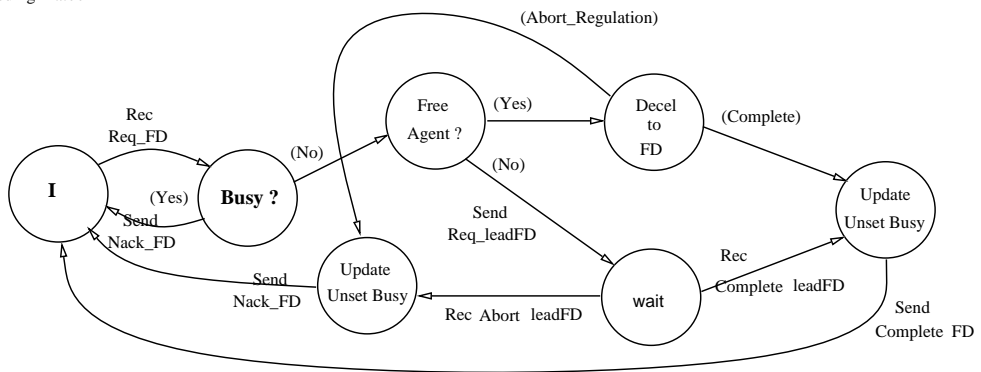 (Abort_Regulation)
Rec
Req_FD
Free
Agent ?
(Yes)
Decel
to
FD
(Complete)
(No)
I
(Yes)
Busy ?
(No)
Send
Nack_FD
Send
Req_leadFD
Update
Unset Busy
Update
Unset Busy
Send
Nack_FD
Rec Abort leadFD
wait
Rec
Complete leadFD
Send
Complete FD